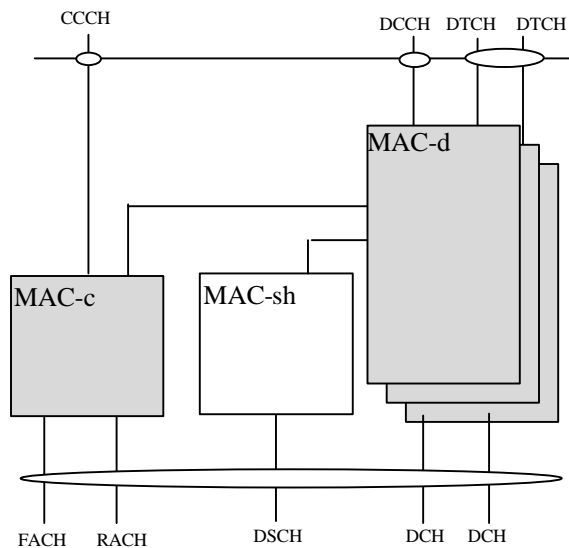 CCCH
DCCH
DTCH
DTCH
MAC-d
MAC-c
MAC-sh
FACH
RACH
DSCH
DCH
DCH